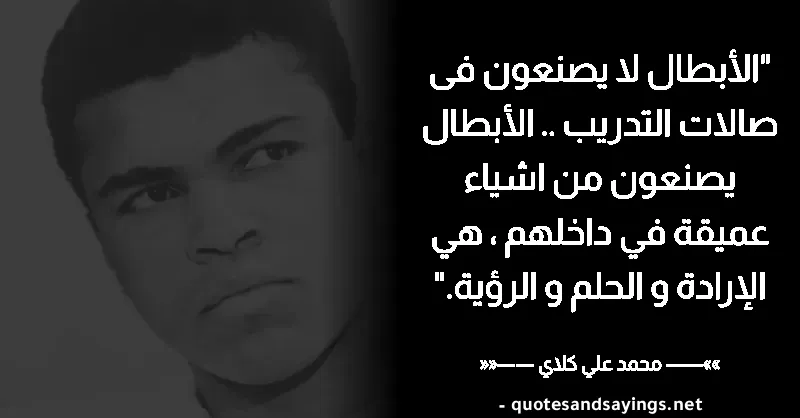 "الأبطال لا يصنعون فى
صالات التدريب .. الأبطال
يصنعون من اشياء
عميقة في داخلهم ، هي
الإرادة و الحلم و الرؤية."
»»—— محمد علي كلاي ——««
- quotesandsayings.net